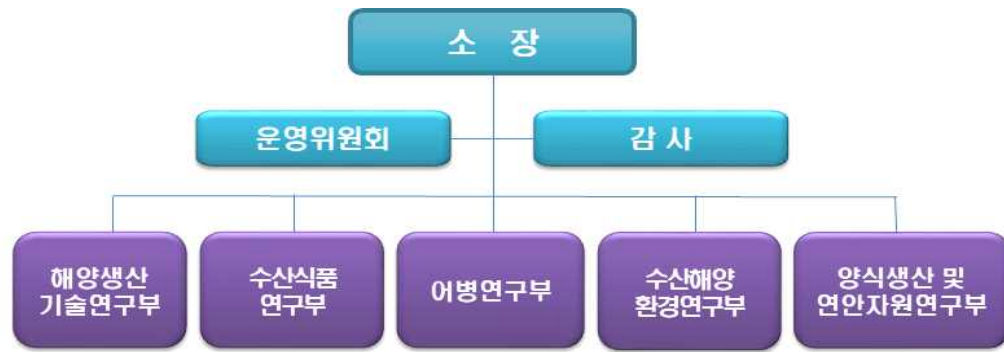 소 장
운영위원회
감 사
해양생산
기술연구부
수산식품
연구부
어병연구부
수산해양
환경연구부
양식생산 및
연안자원연구부